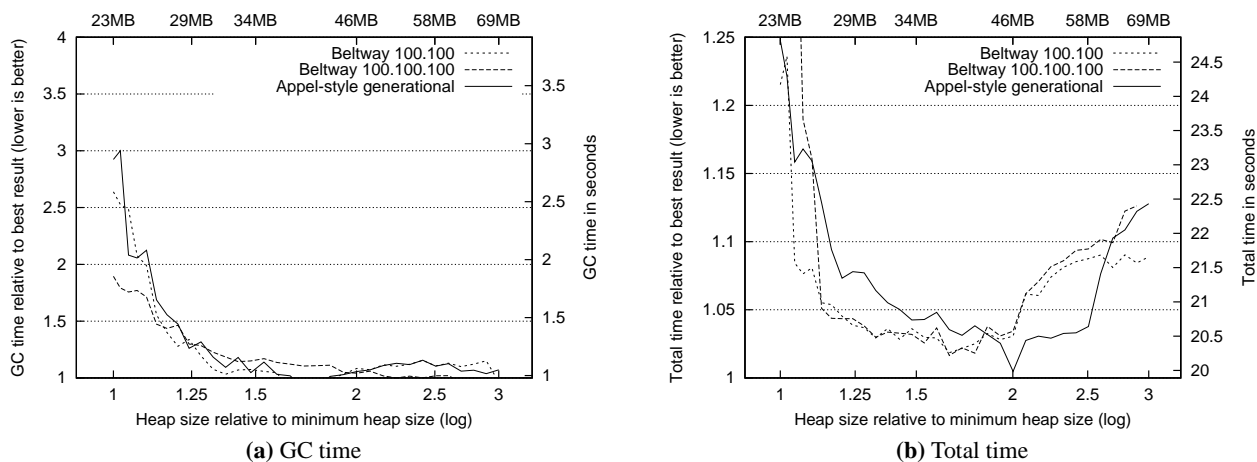 23MB 29MB 34MB 46MB 58MB 69MB
4
3.5
3
2.5
2
1.5
1
GC time relative to best result (lower is better)
Beltway 100.100
Beltway 100.100.100
Appel-style generational
3.5
3
2.5
2
1.5
1
GC time in seconds
1 1.25 1.5 2 2.5 3
Heap size relative to minimum heap size (log)
(a) GC time
23MB 29MB 34MB 46MB 58MB 69MB
1.25
1.2
1.15
1.1
1.05
1
Total time relative to best result (lower is better)
Beltway 100.100
Beltway 100.100.100
Appel-style generational
24.5
24
23.5
23
22.5
22
21.5
21
20.5
20
Total time in seconds
1 1.25 1.5 2 2.5 3
Heap size relative to minimum heap size (log)
(b) Total time